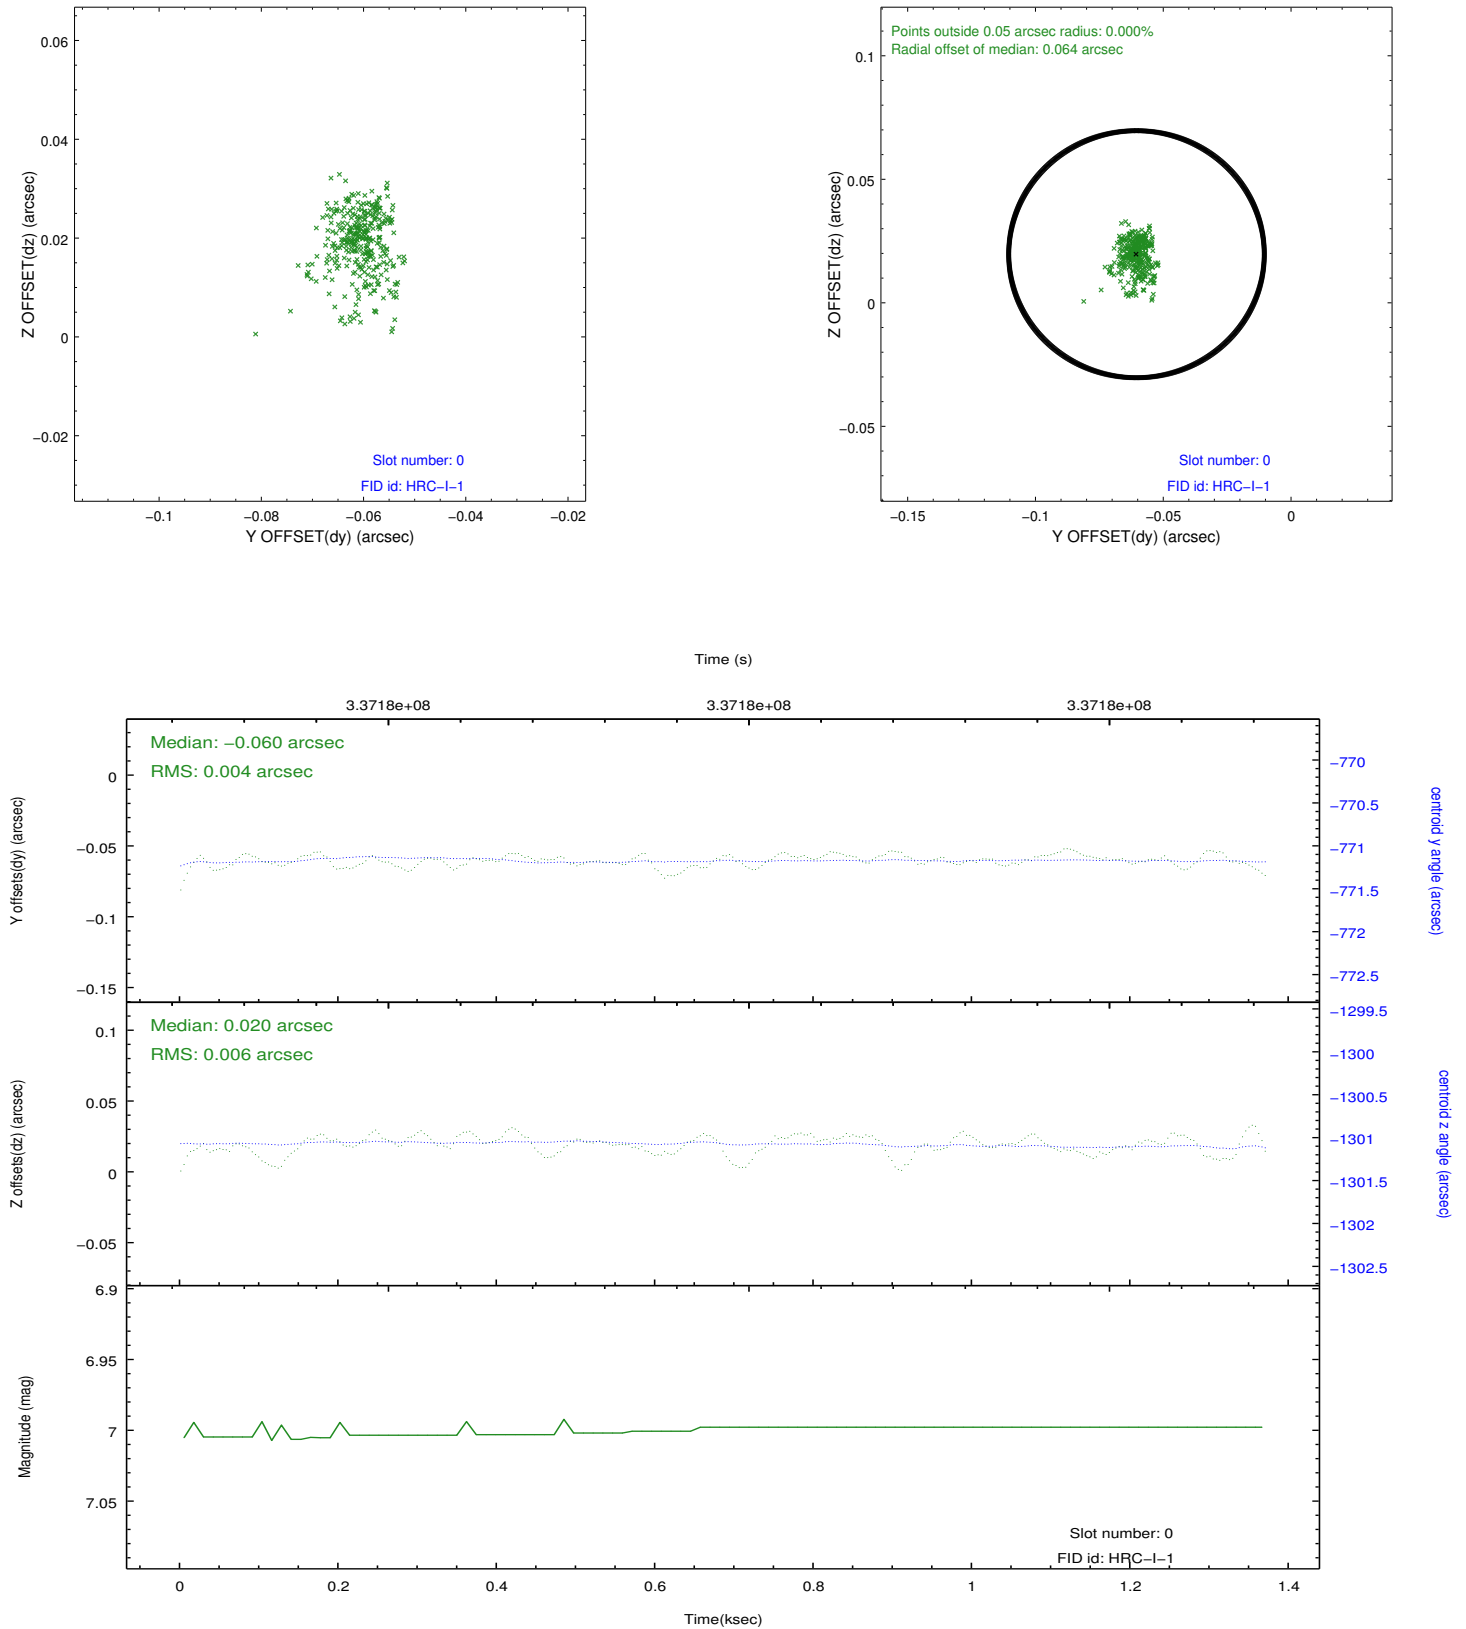 0.06
0.04
0.02
0
−0.02
Z OFFSET(dz) (arcsec)
Slot number: 0
FID id: HRC−I−1
−0.1 −0.08 −0.06 −0.04 −0.02
Y OFFSET(dy) (arcsec)
Points outside 0.05 arcsec radius: 0.000%
Radial offset of median: 0.064 arcsec
0.1
0.05
0
−0.05
Z OFFSET(dz) (arcsec)
Slot number: 0
FID id: HRC−I−1
−0.15 −0.1 −0.05 0
Y OFFSET(dy) (arcsec)
Time (s)
3.3718e+08 3.3718e+08 3.3718e+08
Median: −0.060 arcsec
RMS: 0.004 arcsec
0
−0.05
−0.1
−0.15
Y offsets(dy) (arcsec)
−770
−770.5
−771
−771.5
−772
−772.5
centroid y angle (arcsec)
Median: 0.020 arcsec
RMS: 0.006 arcsec
0.1
0.05
0
−0.05
Z offsets(dz) (arcsec)
−1299.5
−1300
−1300.5
−1301
−1301.5
−1302
−1302.5
centroid z angle (arcsec)
6.9
6.95
7
7.05
Magnitude (mag)
Slot number: 0
FID id: HRC−I−1
0 0.2 0.4 0.6 0.8 1 1.2 1.4
Time(ksec)